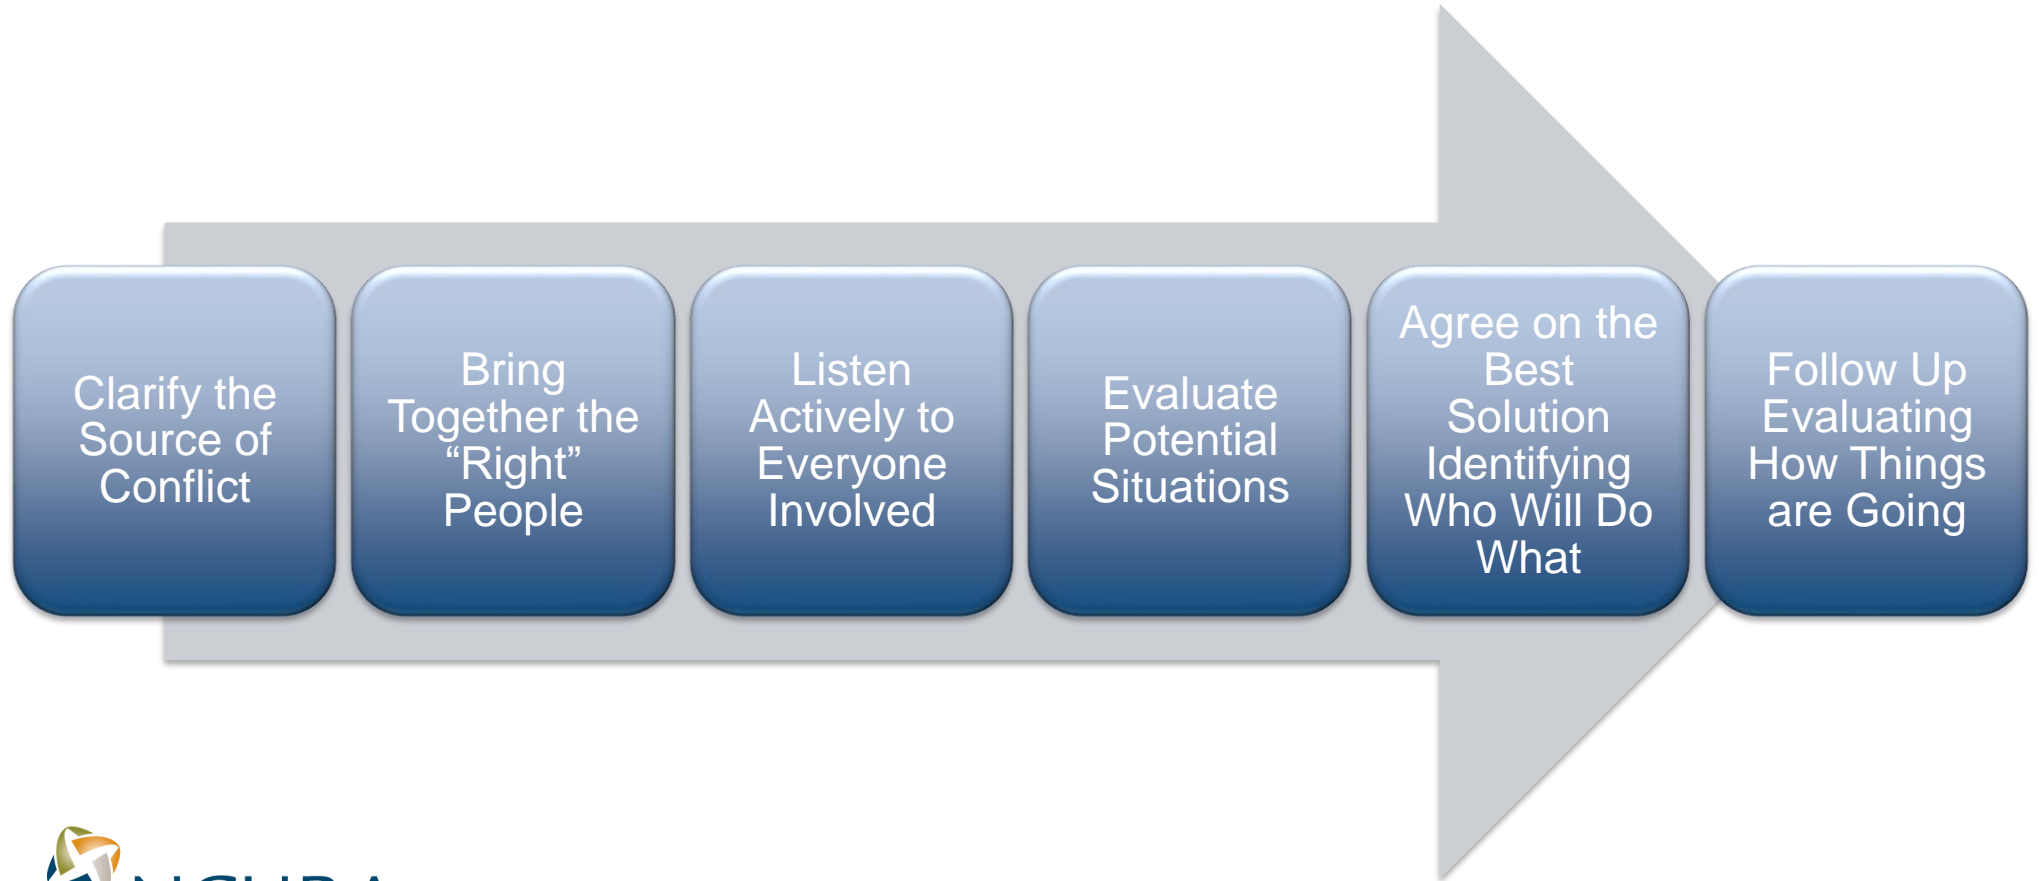 Clarify the
Source of
Conflict
Bring
Together the
“Right”
People
Listen
Actively to
Everyone
Involved
Evaluate
Potential
Situations
Agree on the
Best
Solution
Identifying
Who Will Do
What
Follow Up
Evaluating
How Things
are Going